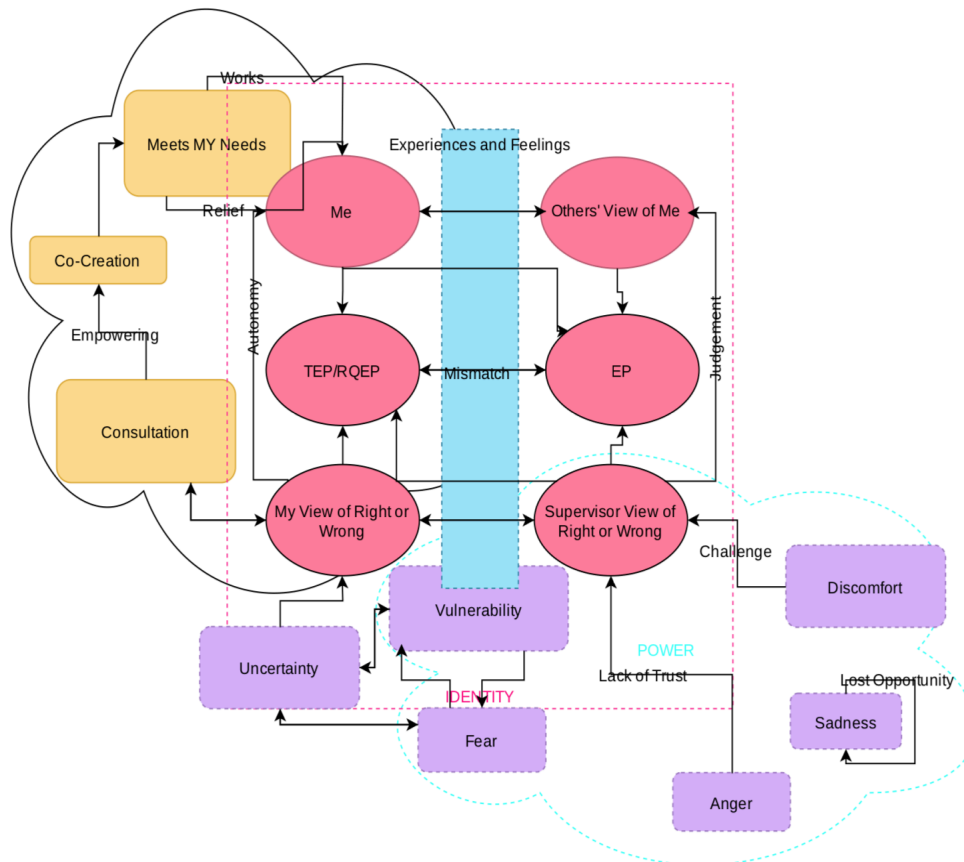 Works
Meets MY Needs
Experiences and Feelings
Relief
Me
Others' View of Me
Co-Creation
Autonomy
Judgement
Empowering
TEP/RQEP
Mismatch
EP
Consultation
My View of Right or
Wrong
Supervisor View of
Right or Wrong
Challenge
Discomfort
Vulnerability
POWER
Uncertainty
Lack of Trust
Lost Opportunity
IDENTITY
Sadness
Fear
Anger